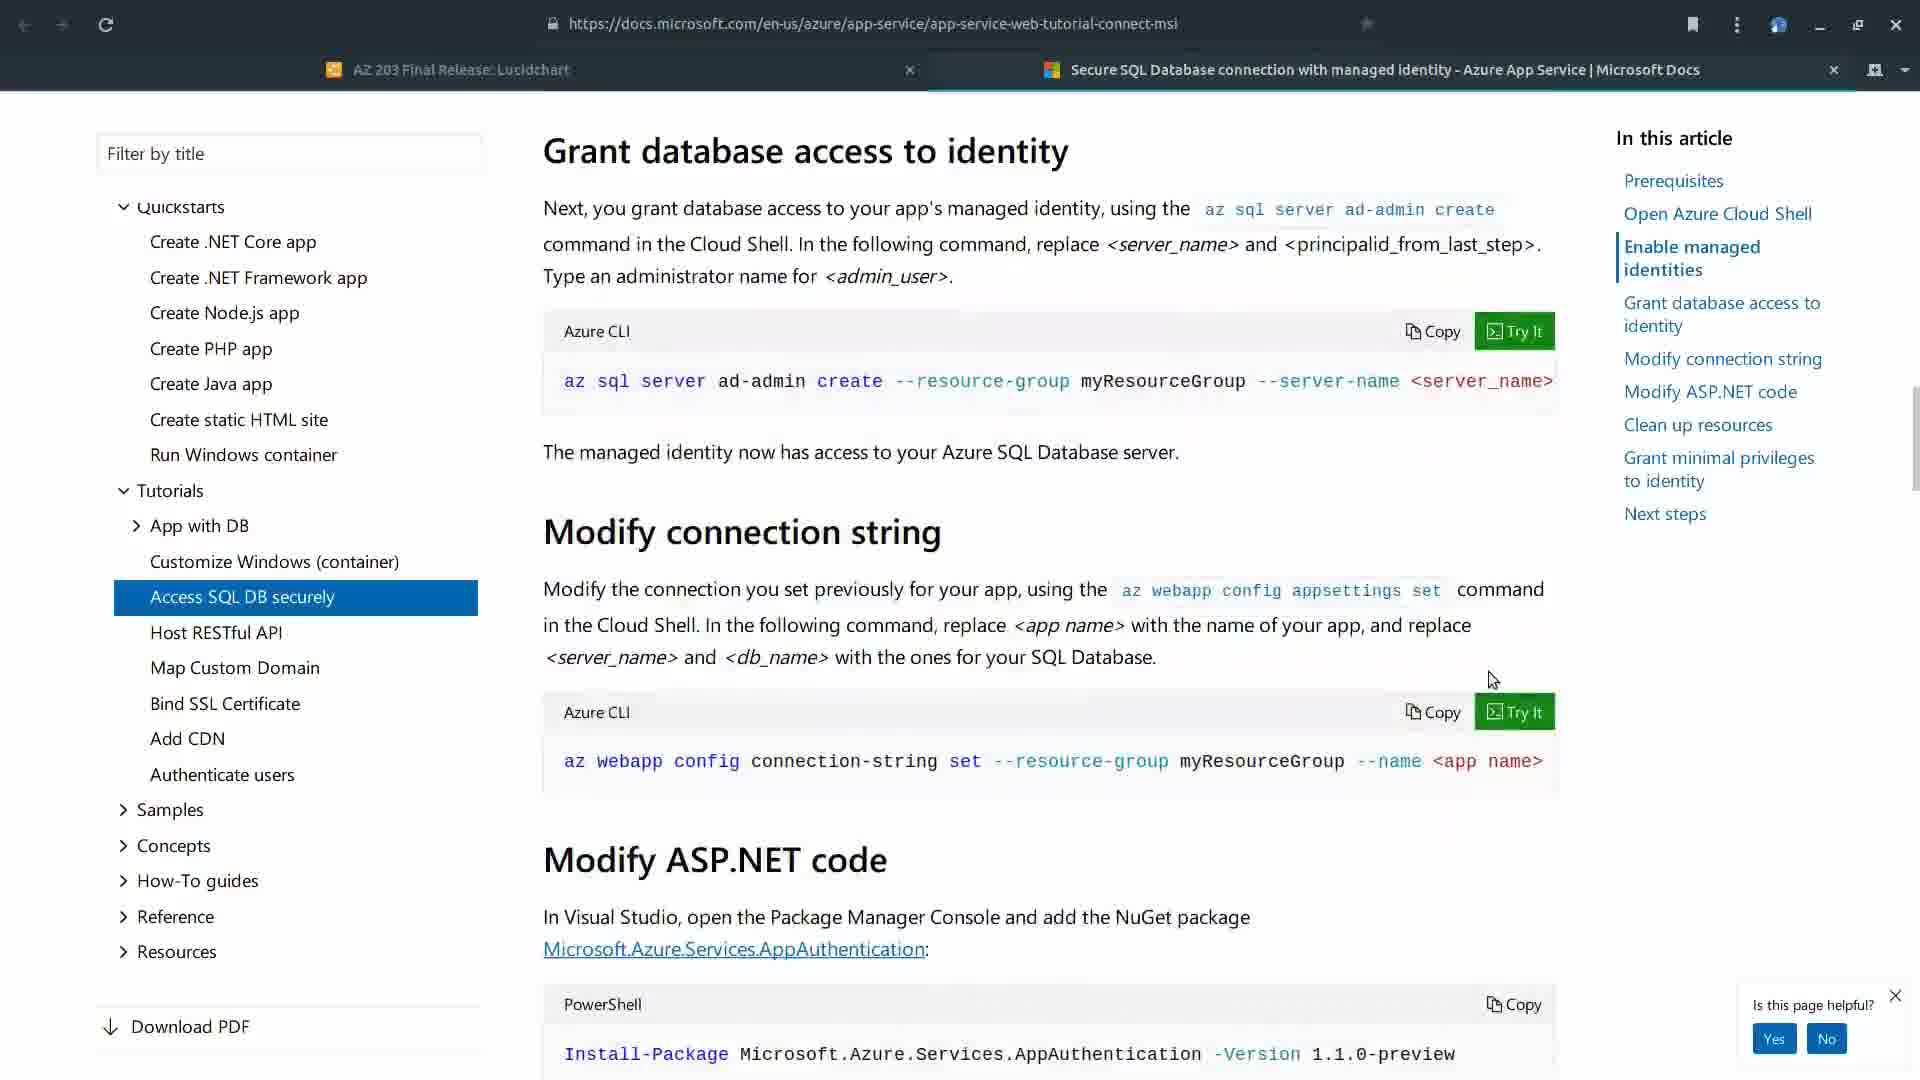 https://docs.microsoft.com/en-us/azure/app-service/app-service-web-tutorial-connect-msi
AZ 203 Final Release: Lucidchart
Secure SQL Database connection with managed identity - Azure App Service | Microsoft Docs
Filter by title
Quickstarts
Create .NET Core app
Create .NET Framework app
Create Node.js app
Create PHP app
Create Java app
Create static HTML site
Run Windows container
Tutorials
App with DB
Customize Windows (container)
Access SQL DB securely
Host RESTful API
Map Custom Domain
Bind SSL Certificate
Add CDN
Authenticate users
Samples
Concepts
How-To guides
Reference
Resources
Download PDF
Grant database access to identity
Next, you grant database access to your app's managed identity, using the az sql server ad-admin create
command in the Cloud Shell. In the following command, replace <server_name> and <principalid_from_last_step>.
Type an administrator name for <admin_user>.
Azure CLI
Copy
Try It
az sql server ad-admin create --resource-group myResourceGroup --server-name <server_name>
The managed identity now has access to your Azure SQL Database server.
Modify connection string
Modify the connection you set previously for your app, using the az webapp config appsettings set command
in the Cloud Shell. In the following command, replace <app name> with the name of your app, and replace
<server_name> and <db_name> with the ones for your SQL Database.
Azure CLI
Copy
Try It
az webapp config connection-string set --resource-group myResourceGroup --name <app name>
Modify ASP.NET code
In Visual Studio, open the Package Manager Console and add the NuGet package
Microsoft.Azure.Services.AppAuthentication:
PowerShell
Copy
Install-Package Microsoft.Azure.Services.AppAuthentication -Version 1.1.0-preview
In this article
Prerequisites
Open Azure Cloud Shell
Enable managed
identities
Grant database access to
identity
Modify connection string
Modify ASP.NET code
Clean up resources
Grant minimal privileges
to identity
Next steps
Is this page helpful?
Yes
No